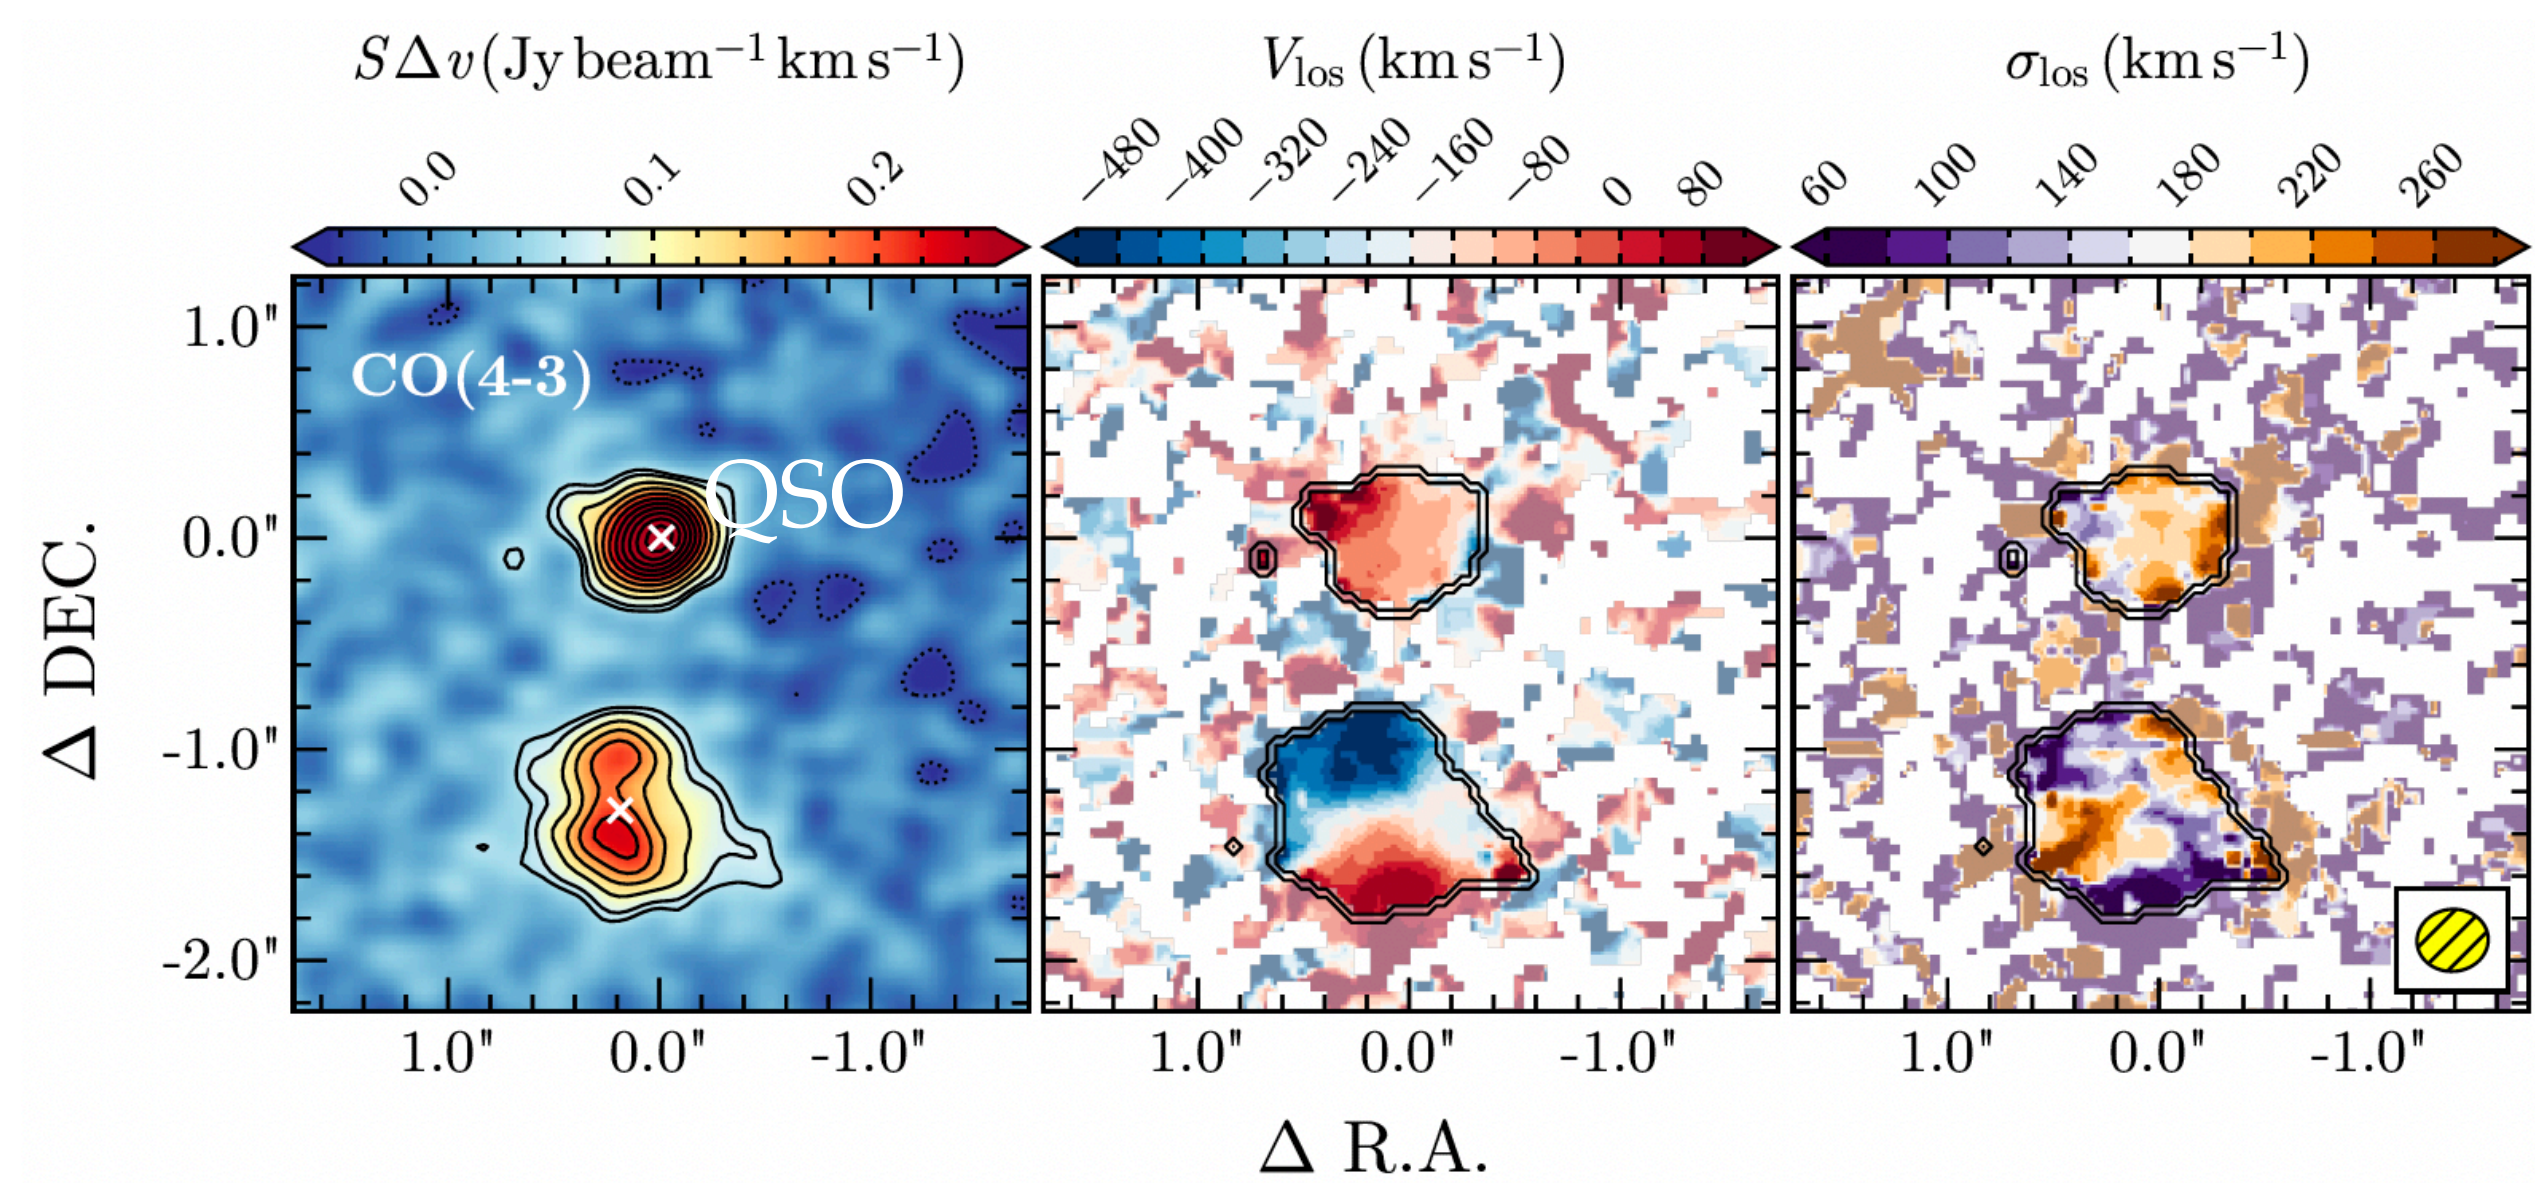 SΔv(Jy beam⁻¹ km s⁻¹)
V_los (km s⁻¹)
σ_los (km s⁻¹)
0.0 0.1 0.2
−480 −400 −320 −240 −160 −80 0 80
60 100 140 180 220 260
CO(4-3)
QSO
1.0"
0.0"
-1.0"
-2.0"
Δ DEC.
1.0" 0.0" -1.0"
1.0" 0.0" -1.0"
1.0" 0.0" -1.0"
Δ R.A.